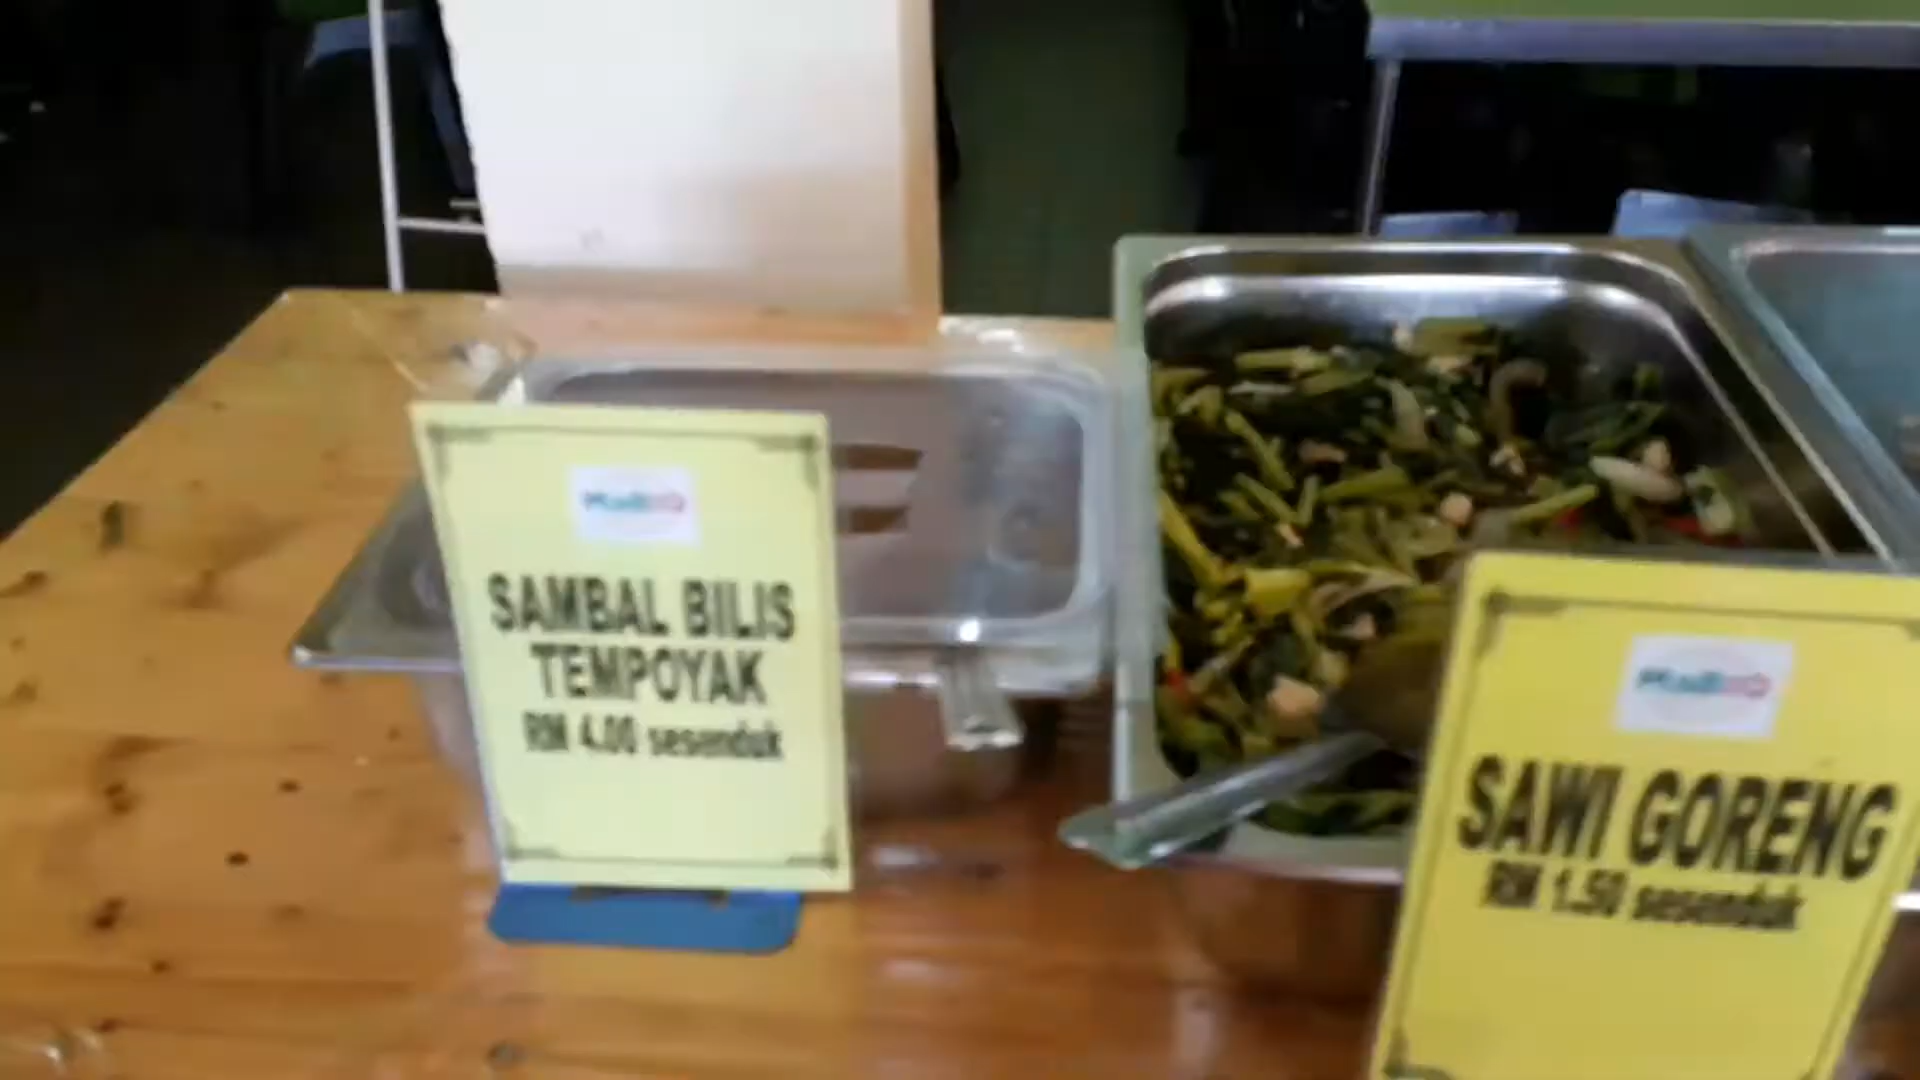 SAMBAL BILIS
TEMPOYAK
RM 4.00 sesenduk
SAWI GORENG
RM 1.50 sesenduk